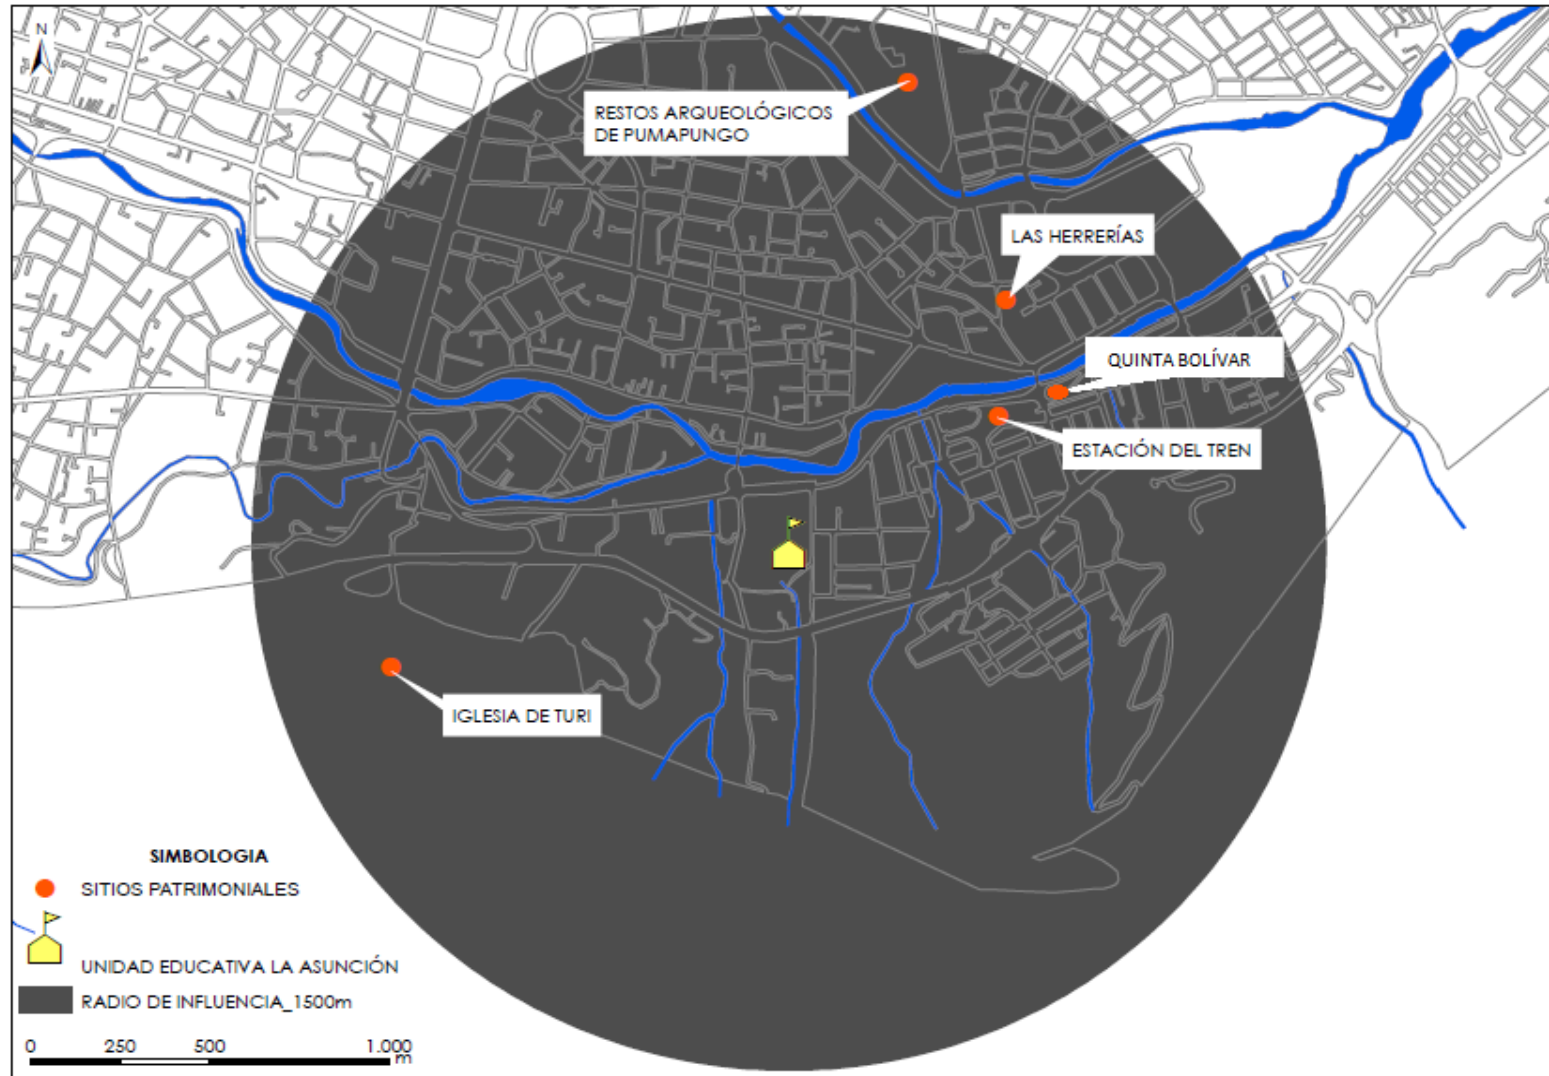 N
RESTOS ARQUEOLÓGICOS
DE PUMAPUNGO
LAS HERRERÍAS
QUINTA BOLÍVAR
ESTACIÓN DEL TREN
IGLESIA DE TURI
SIMBOLOGIA
SITIOS PATRIMONIALES
UNIDAD EDUCATIVA LA ASUNCIÓN
RADIO DE INFLUENCIA_1500m
0 250 500 1.000
m